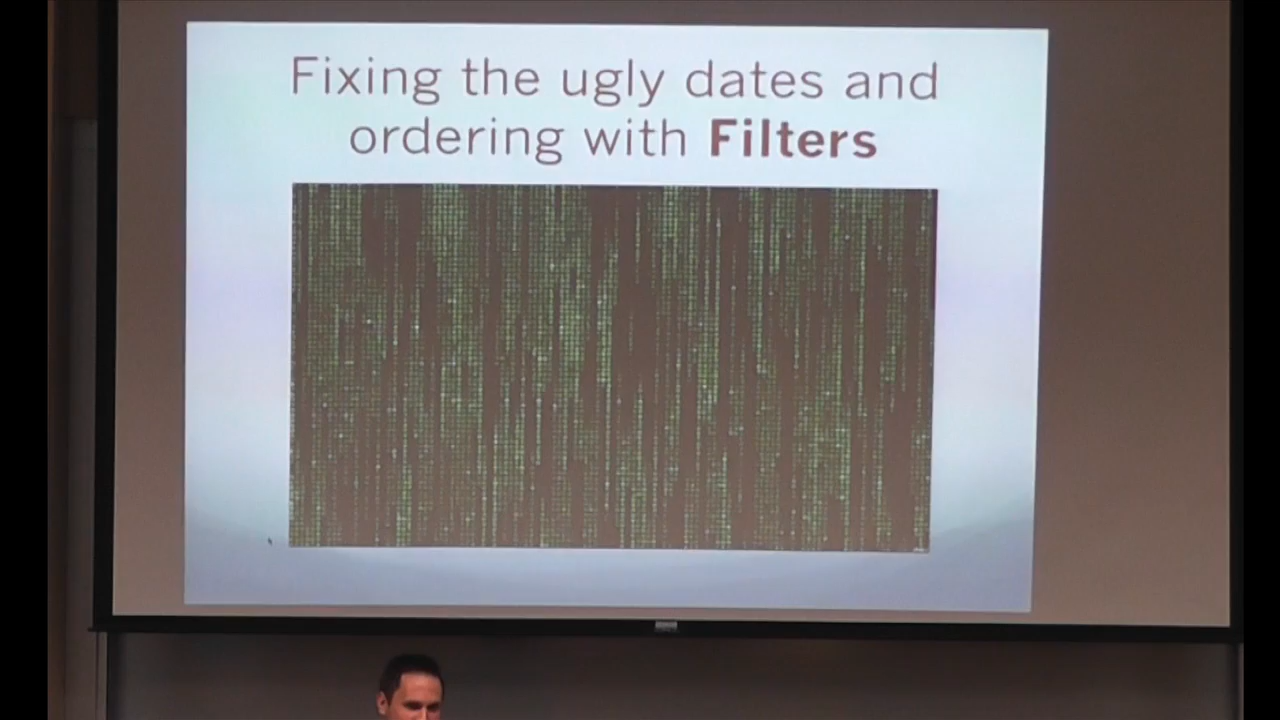 Fixing the ugly dates and
ordering with Filters